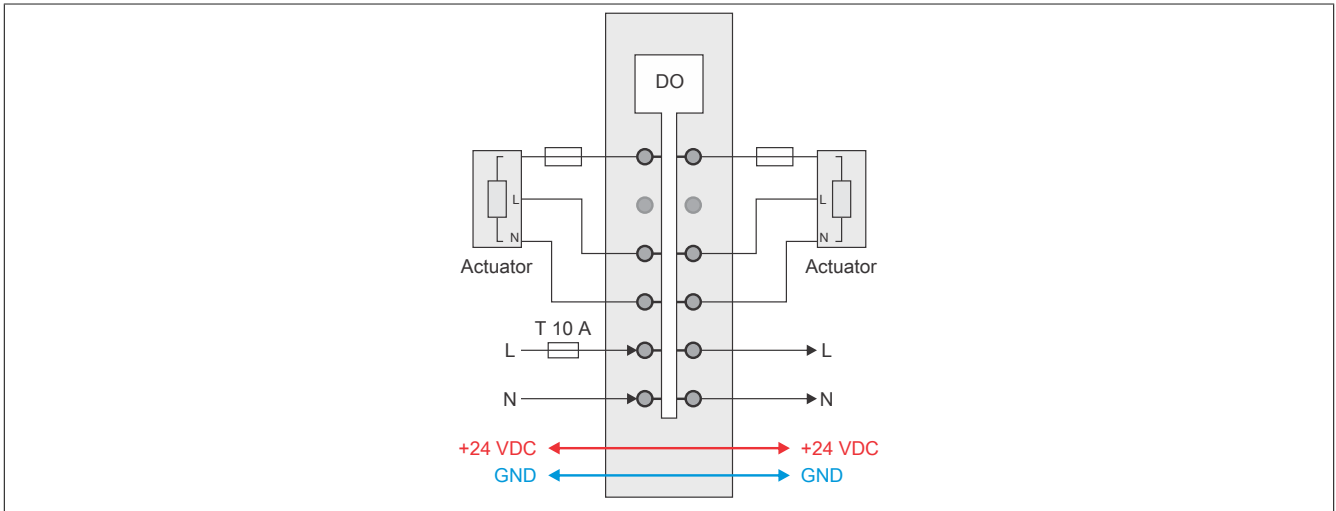 DO
L
L
N
N
Actuator
Actuator
T 10 A
L
L
N
N
+24 VDC
+24 VDC
GND
GND